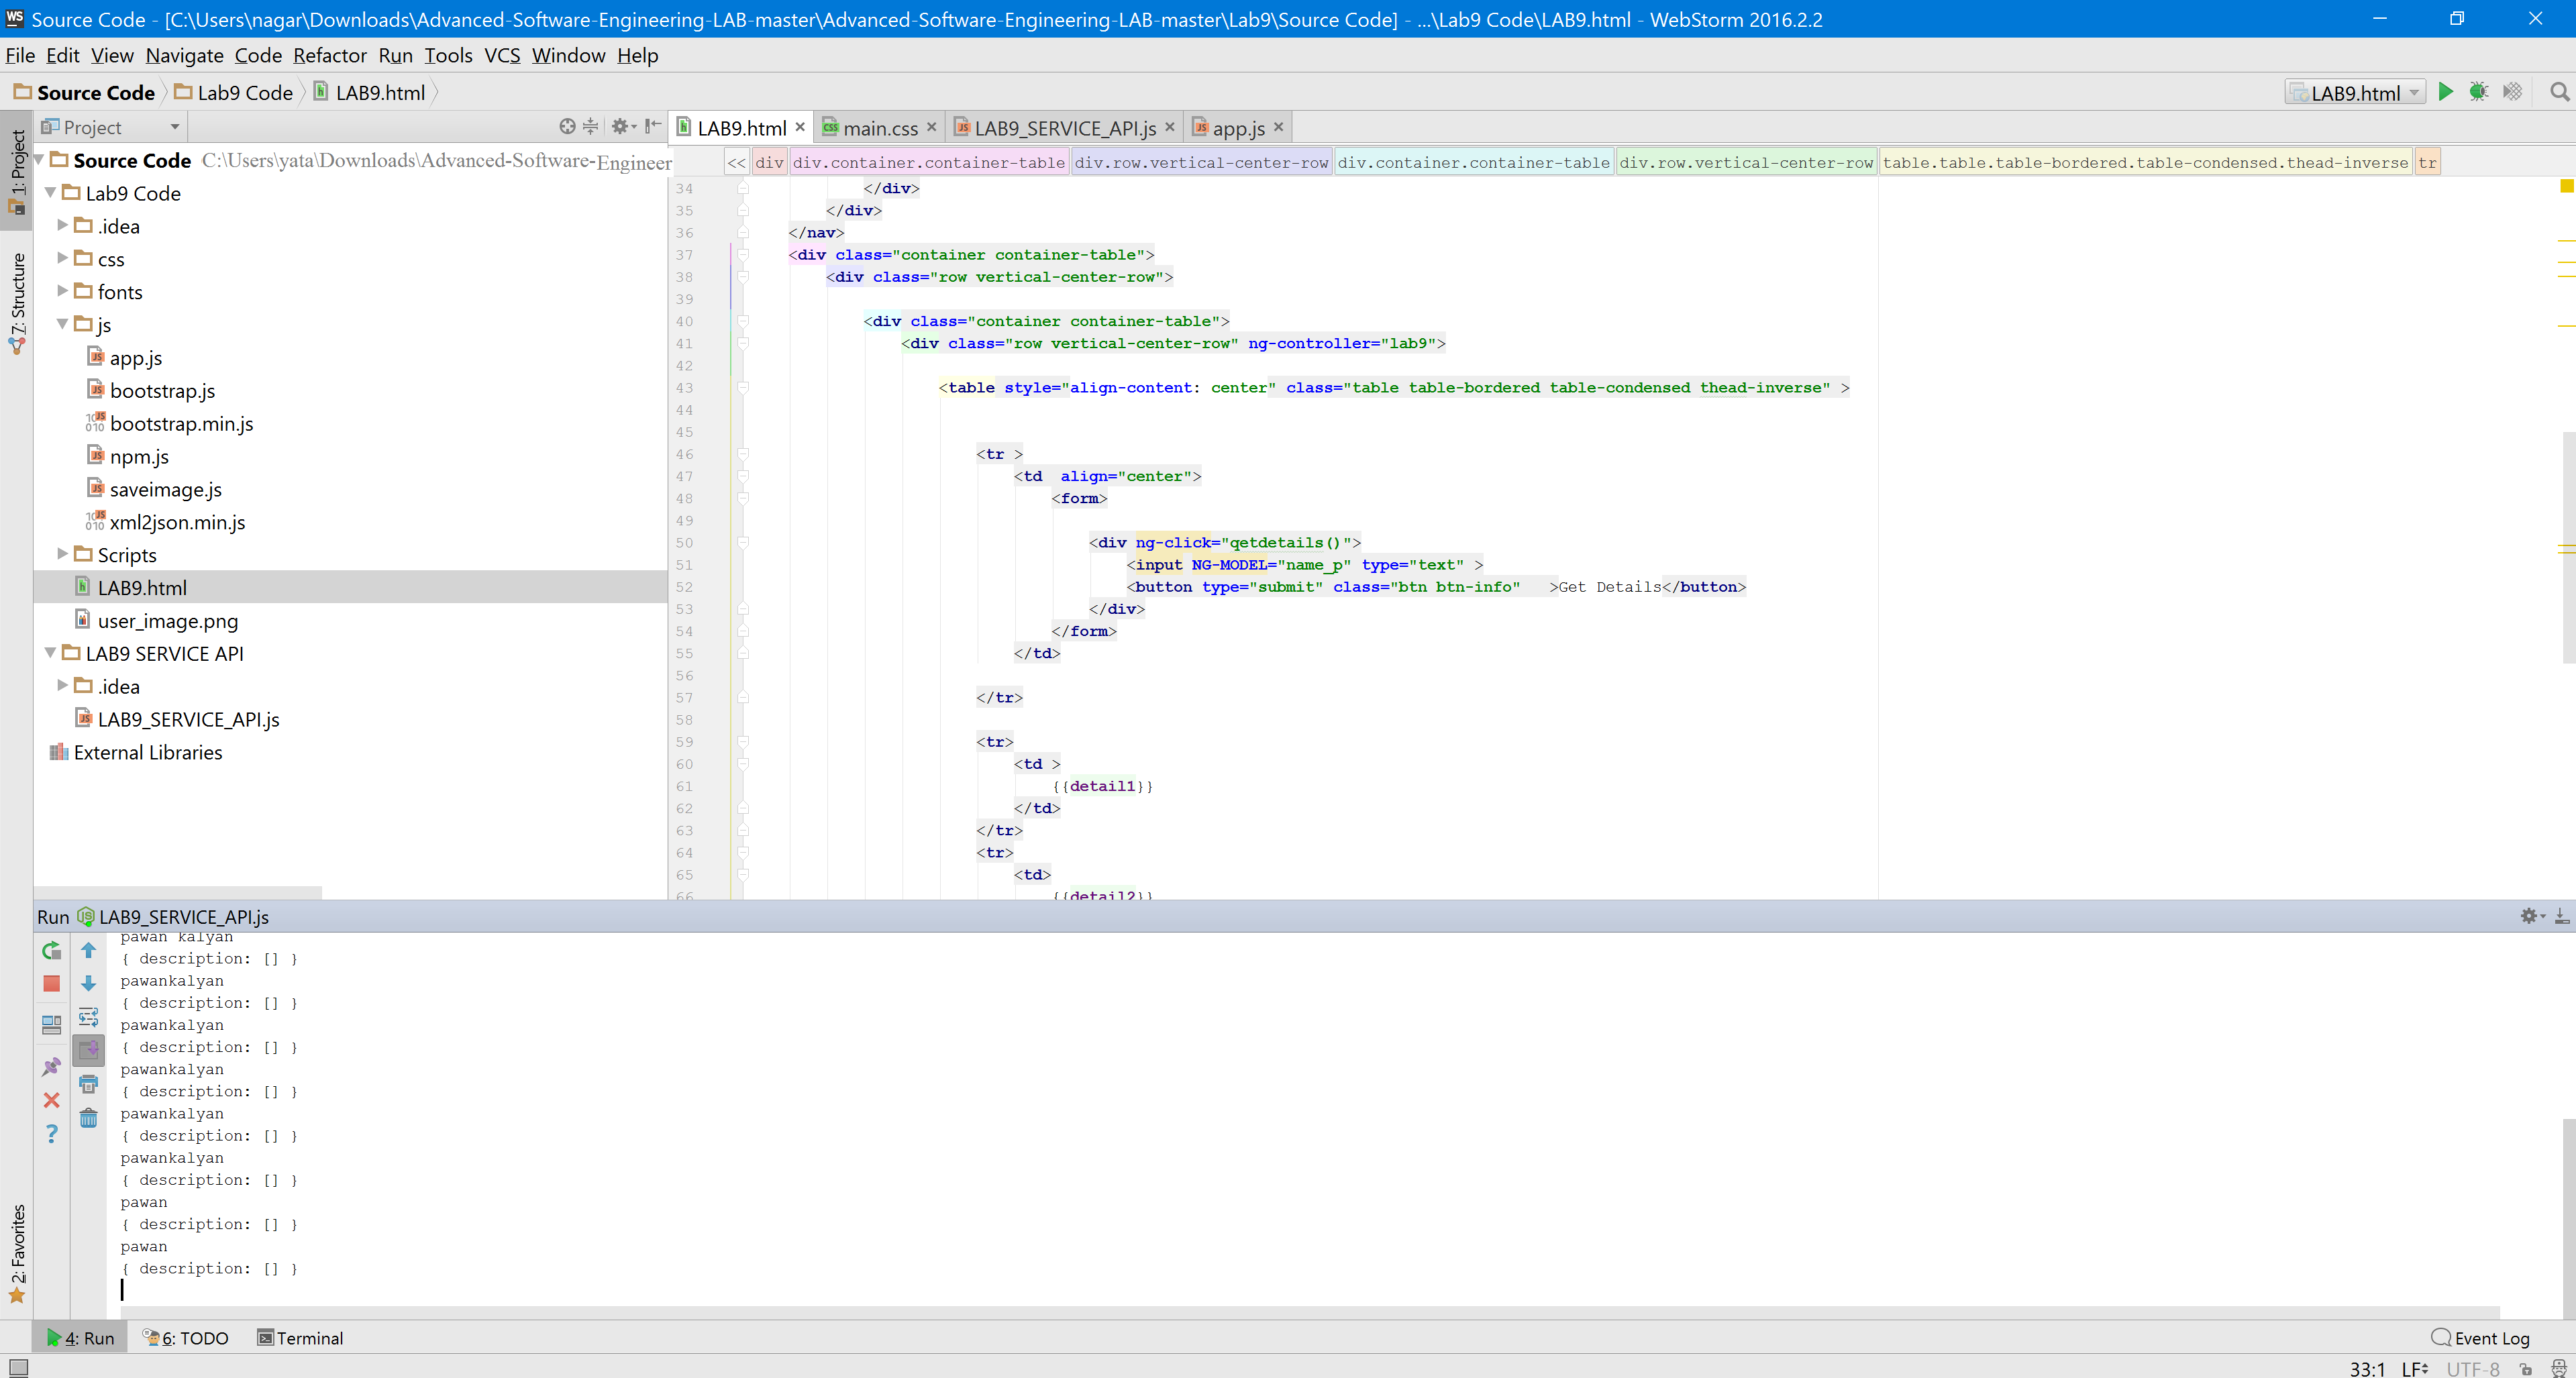 WS Source Code - [C:\Users\nagar\Downloads\Advanced-Software-Engineering-LAB-master\Advanced-Software-Engineering-LAB-master\Lab9\Source Code] - ...\Lab9 Code\LAB9.html - WebStorm 2016.2.2
File Edit View Navigate Code Refactor Run Tools VCS Window Help
Source Code Lab9 Code LAB9.html LAB9.html
1: Project
7: Structure
2: Favorites
Project
Source Code C:\Users\yata\Downloads\Advanced-Software-Engineer
Lab9 Code
.idea
css
fonts
js
app.js
bootstrap.js
bootstrap.min.js
npm.js
saveimage.js
xml2json.min.js
Scripts
LAB9.html
user_image.png
LAB9 SERVICE API
.idea
LAB9_SERVICE_API.js
External Libraries
LAB9.html main.css LAB9_SERVICE_API.js app.js
<< div div.container.container-table div.row.vertical-center-row div.container.container-table div.row.vertical-center-row table.table.table-bordered.table-condensed.thead-inverse tr
34 </div>
35 </div>
36 </nav>
37 <div class="container container-table">
38 <div class="row vertical-center-row">
39
40 <div class="container container-table">
41 <div class="row vertical-center-row" ng-controller="lab9">
42
43 <table style="align-content: center" class="table table-bordered table-condensed thead-inverse" >
44
45
46 <tr >
47 <td  align="center">
48 <form>
49
50 <div ng-click="getdetails()">
51 <input NG-MODEL="name_p" type="text" >
52 <button type="submit" class="btn btn-info"   >Get Details</button>
53 </div>
54 </form>
55 </td>
56
57 </tr>
58
59 <tr>
60 <td >
61 {{detail1}}
62 </td>
63 </tr>
64 <tr>
65 <td>
66 {{detail2}}
Run LAB9_SERVICE_API.js
pawan kalyan
{ description: [] }
pawankalyan
{ description: [] }
pawankalyan
{ description: [] }
pawankalyan
{ description: [] }
pawankalyan
{ description: [] }
pawankalyan
{ description: [] }
pawan
{ description: [] }
pawan
{ description: [] }
4: Run 6: TODO Terminal Event Log
33:1 LF UTF-8